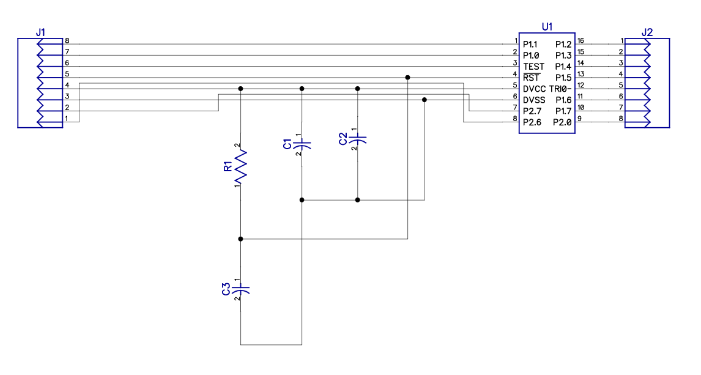 J1
U1
J2
8
1 P1.1 P1.2 16
1
7
2 P1.0 P1.3 15
2
6
3 TEST P1.4 14
3
5
4 RST P1.5 13
4
4
5 DVCC TRIO- 12
5
3
6 DVSS P1.6 11
6
2
7 P2.7 P1.7 10
7
1
8 P2.6 P2.0 9
8
2
R1
1
1
C1
2
1
C2
2
1
C3
2